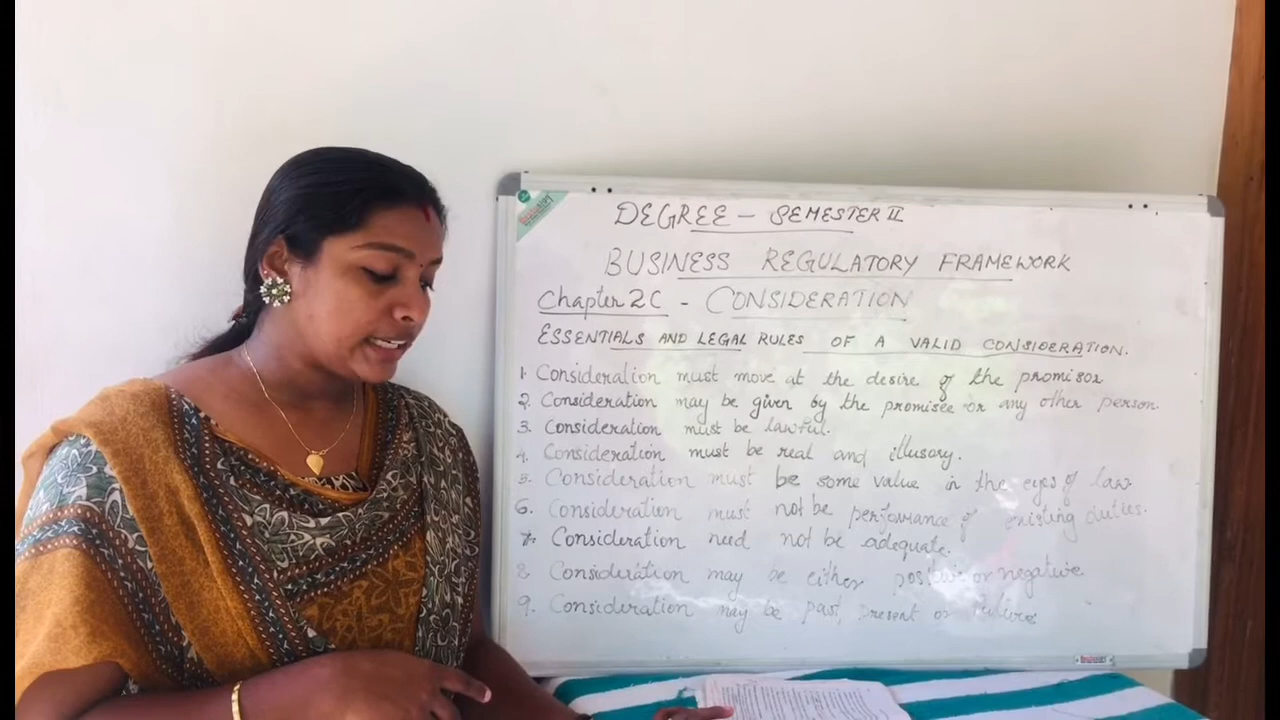 DEGREE - SEMESTER II
BUSINESS REGULATORY FRAMEWORK
Chapter 2C - CONSIDERATION
ESSENTIALS AND LEGAL RULES OF A VALID CONSIDERATION.
1. Consideration must move at the desire of the promisor
2. Consideration may be given by the promisee or any other person.
3. Consideration must be lawful.
4. Consideration must be real and illusory.
5. Consideration must be some value in the eyes of law
6. Consideration must not be performance of existing duties.
7. Consideration need not be adequate.
8. Consideration may be either positive or negative
9. Consideration may be past, present or future